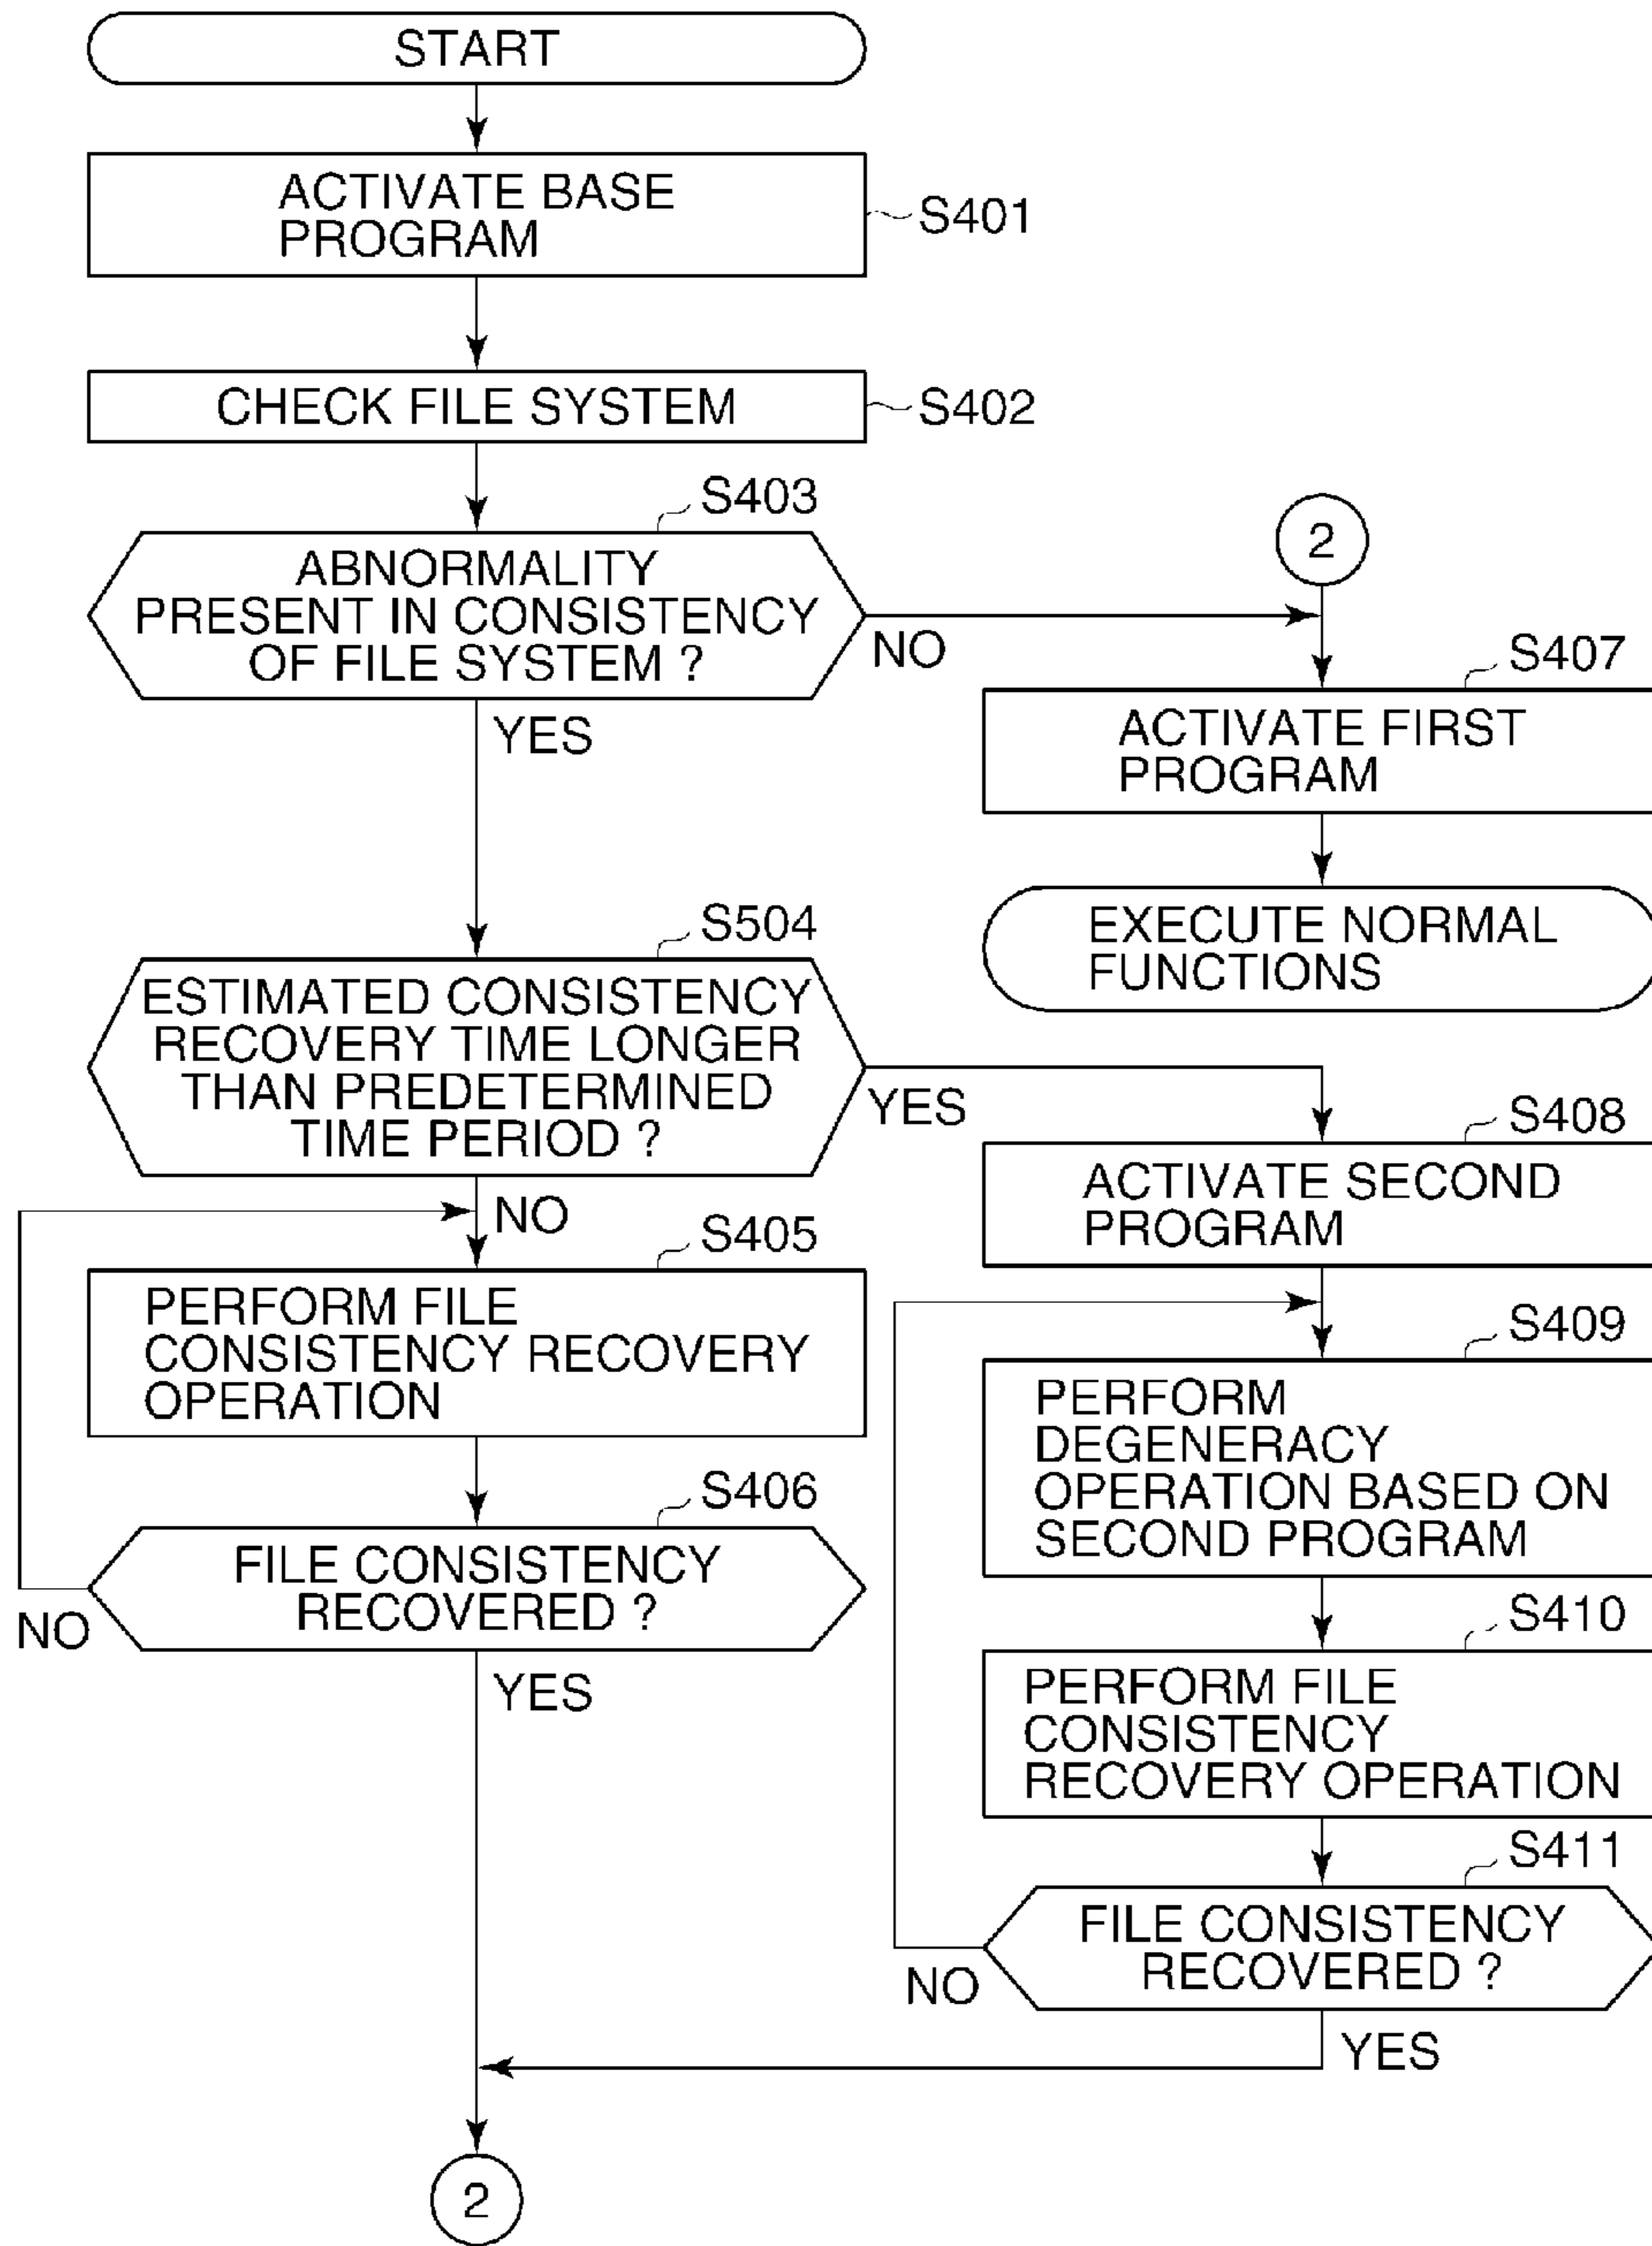 START
ACTIVATE BASE
PROGRAM
S401
CHECK FILE SYSTEM
S402
S403
ABNORMALITY
PRESENT IN CONSISTENCY
OF FILE SYSTEM ?
NO
YES
2
S407
ACTIVATE FIRST
PROGRAM
EXECUTE NORMAL
FUNCTIONS
S504
ESTIMATED CONSISTENCY
RECOVERY TIME LONGER
THAN PREDETERMINED
TIME PERIOD ?
YES
NO
S405
PERFORM FILE
CONSISTENCY RECOVERY
OPERATION
S406
FILE CONSISTENCY
RECOVERED ?
NO
YES
S408
ACTIVATE SECOND
PROGRAM
S409
PERFORM
DEGENERACY
OPERATION BASED ON
SECOND PROGRAM
S410
PERFORM FILE
CONSISTENCY
RECOVERY OPERATION
S411
FILE CONSISTENCY
RECOVERED ?
NO
YES
2